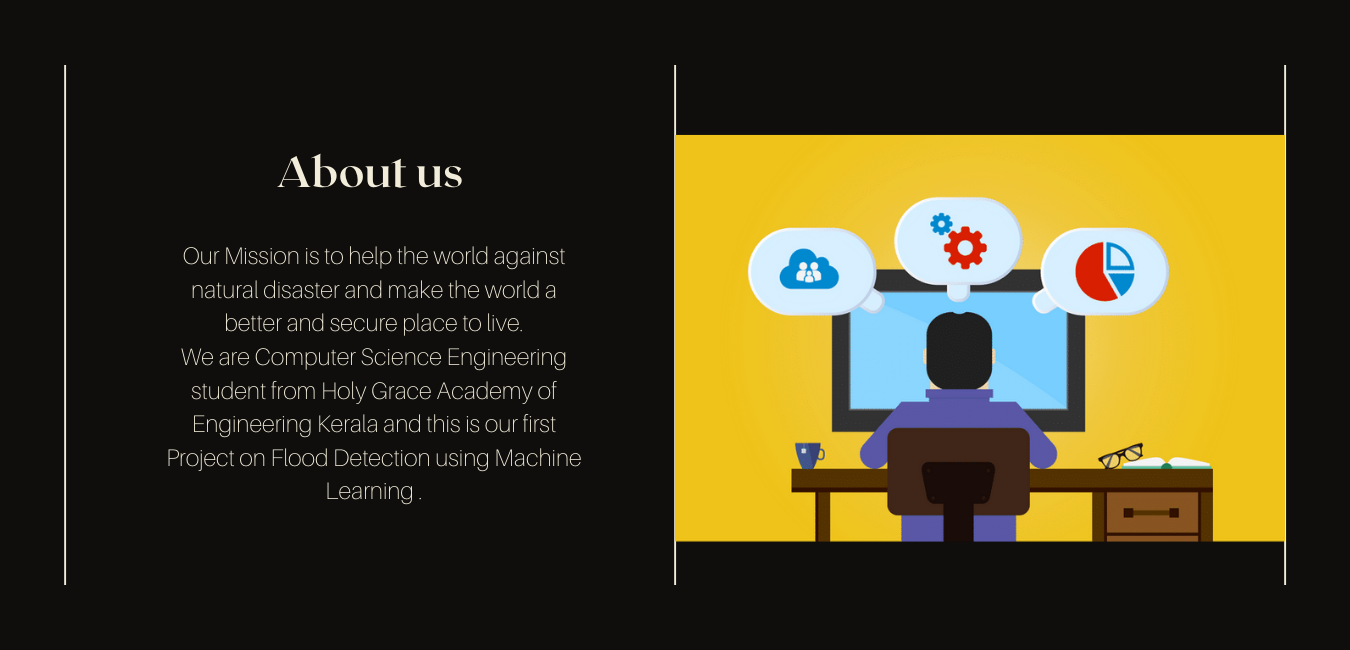 About us
Our Mission is to help the world against
natural disaster and make the world a
better and secure place to live.
We are Computer Science Engineering
student from Holy Grace Academy of
Engineering Kerala and this is our first
Project on Flood Detection using Machine
Learning .